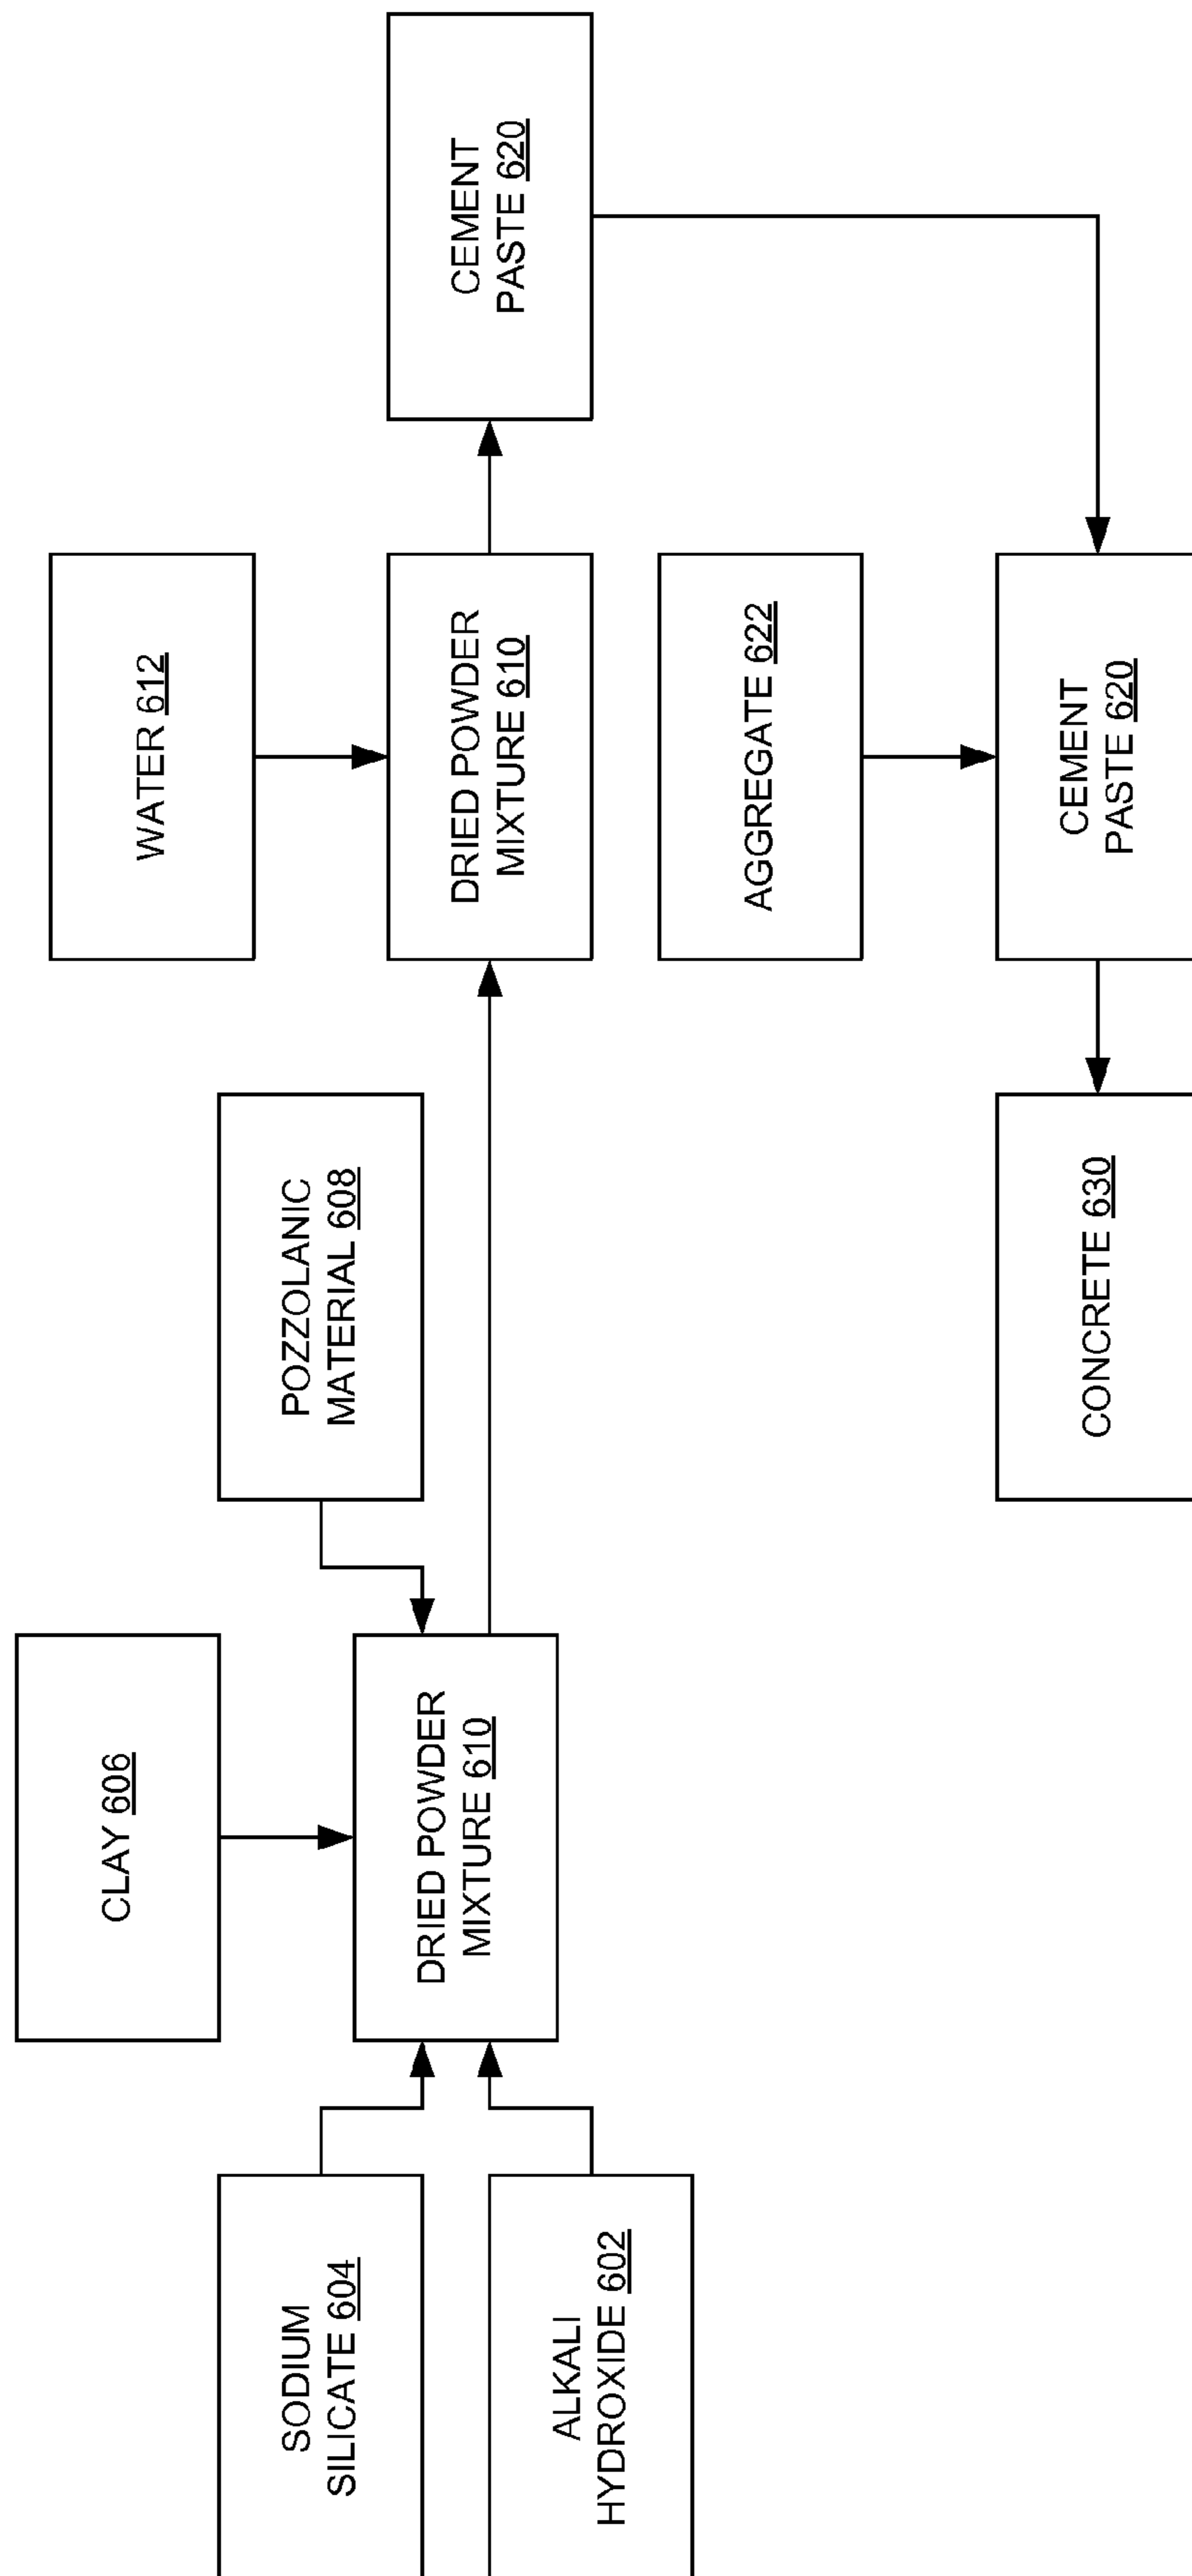 SODIUM
SILICATE 604
ALKALI
HYDROXIDE 602
CLAY 606
DRIED POWDER
MIXTURE 610
POZZOLANIC
MATERIAL 608
WATER 612
DRIED POWDER
MIXTURE 610
CEMENT
PASTE 620
AGGREGATE 622
CEMENT
PASTE 620
CONCRETE 630